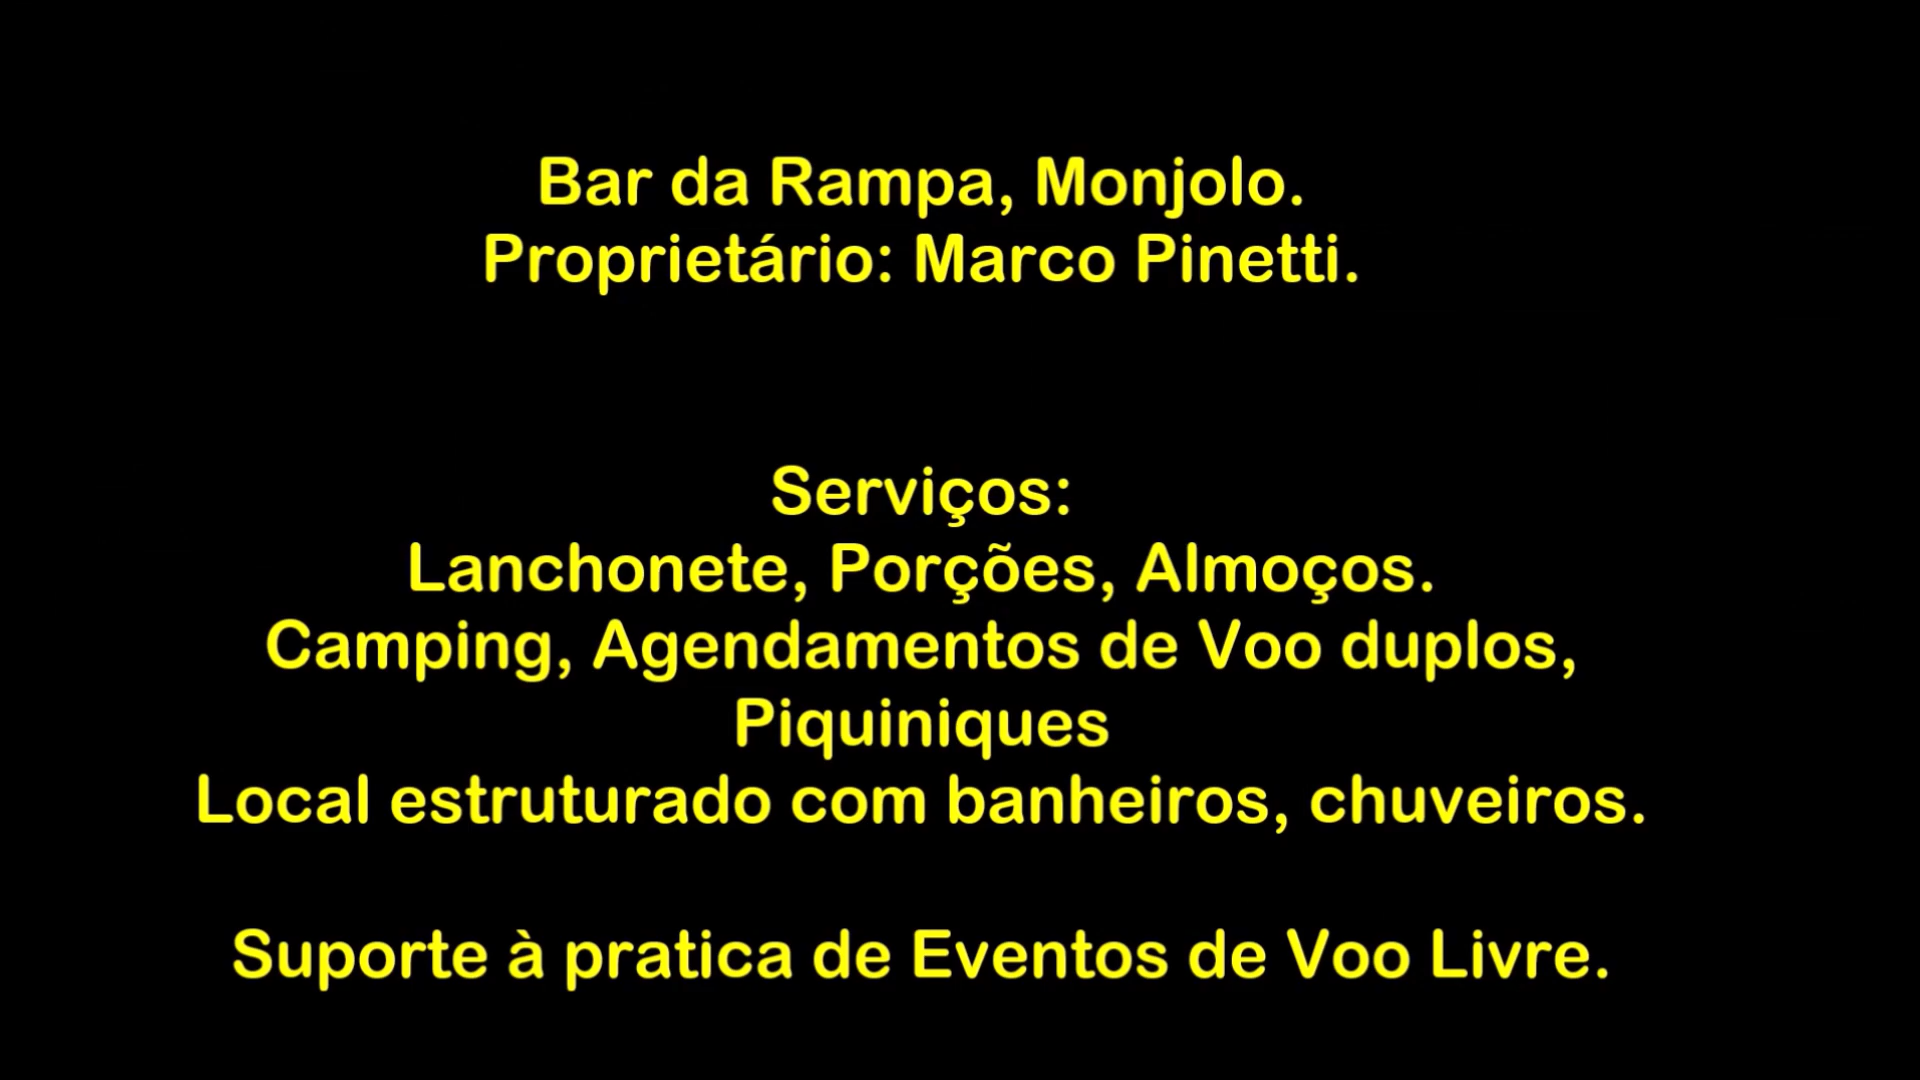 Bar da Rampa, Monjolo.
Proprietário: Marco Pinetti.
Serviços:
Lanchonete, Porções, Almoços.
Camping, Agendamentos de Voo duplos,
Piquiniques
Local estruturado com banheiros, chuveiros.
Suporte à pratica de Eventos de Voo Livre.